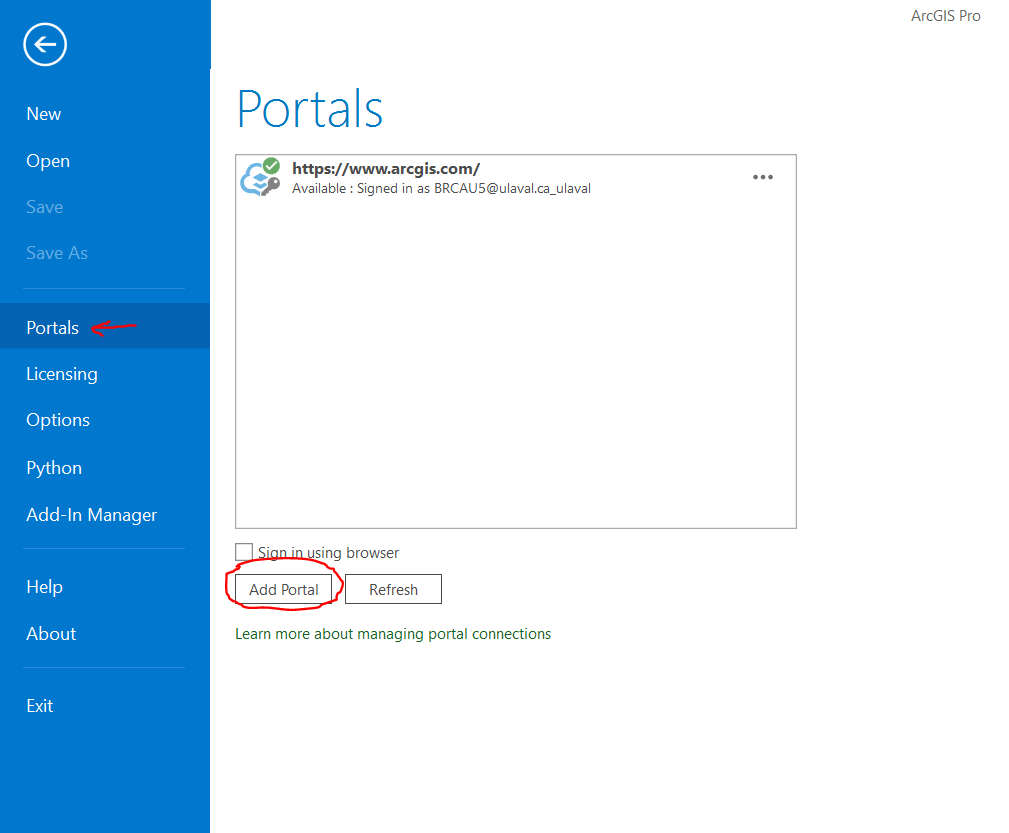 ArcGIS Pro
New
Open
Save
Save As
Portals
Licensing
Options
Python
Add-In Manager
Help
About
Exit
Portals
https://www.arcgis.com/
Available : Signed in as BRCAU5@ulaval.ca_ulaval
Sign in using browser
Add Portal
Refresh
Learn more about managing portal connections